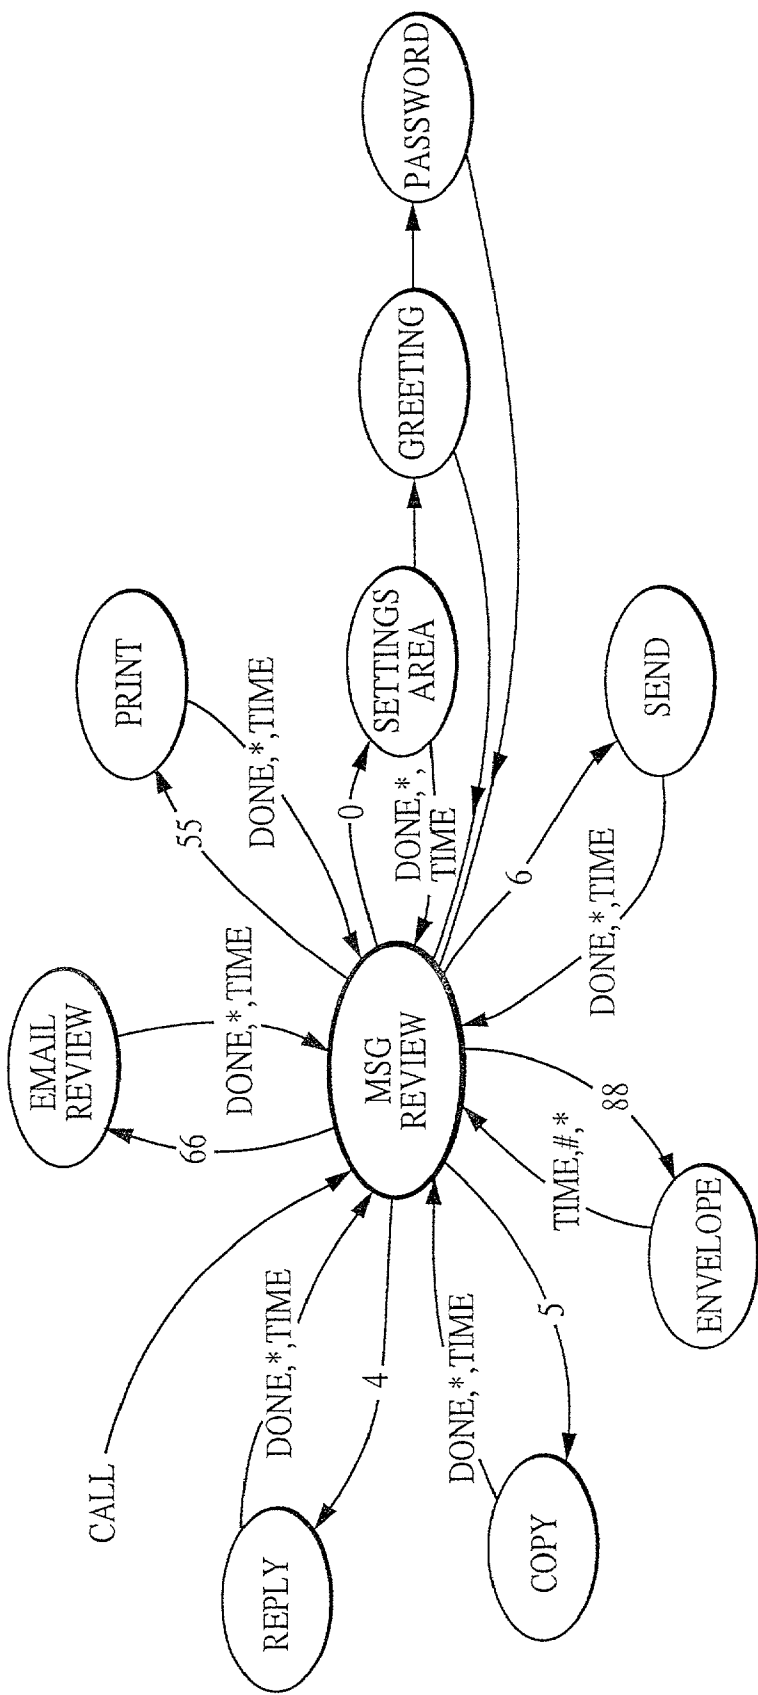 CALL
REPLY
DONE,*,TIME
4
COPY
DONE,*,TIME
5
ENVELOPE
TIME,#,*
88
MSG
REVIEW
66
EMAIL
REVIEW
DONE,*,TIME
55
PRINT
DONE,*,TIME
0
SETTINGS
AREA
DONE,*,
TIME
6
SEND
DONE,*,TIME
GREETING
PASSWORD